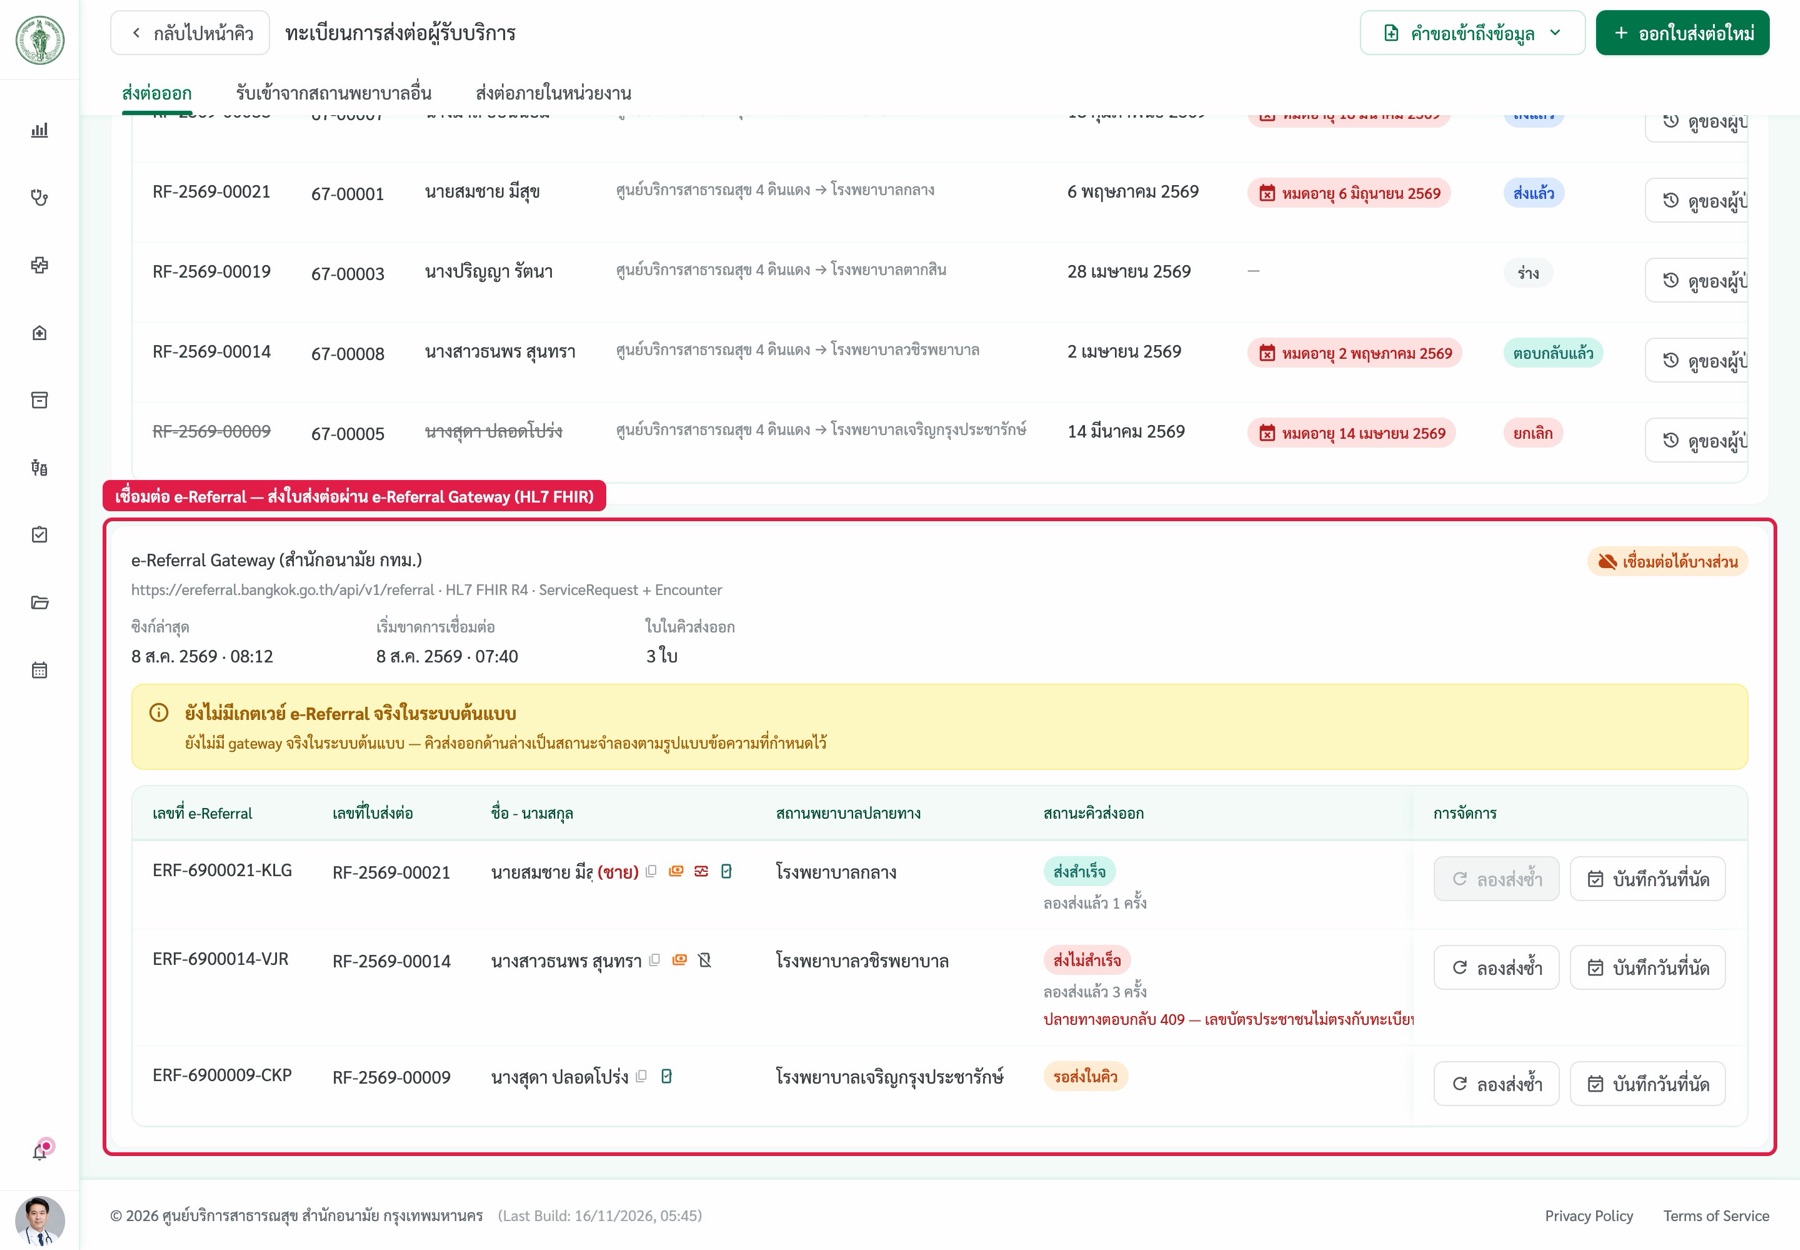 กลับไปหน้าคิว
ทะเบียนการส่งต่อผู้รับบริการ
คำขอเข้าถึงข้อมูล
+ ออกใบส่งต่อใหม่
ส่งต่อออก รับเข้าจากสถานพยาบาลอื่น ส่งต่อภายในหน่วยงาน
RF-2569-00021 67-00001 นายสมชาย มีสุข ศูนย์บริการสาธารณสุข 4 ดินแดง → โรงพยาบาลกลาง 6 พฤษภาคม 2569 หมดอายุ 6 มิถุนายน 2569 ส่งแล้ว ดูของผู้ป
RF-2569-00019 67-00003 นางปริญญา รัตนา ศูนย์บริการสาธารณสุข 4 ดินแดง → โรงพยาบาลตากสิน 28 เมษายน 2569 — ร่าง ดูของผู้ป
RF-2569-00014 67-00008 นางสาวธนพร สุนทรา ศูนย์บริการสาธารณสุข 4 ดินแดง → โรงพยาบาลวชิรพยาบาล 2 เมษายน 2569 หมดอายุ 2 พฤษภาคม 2569 ตอบกลับแล้ว ดูของผู้ป
RF-2569-00009 67-00005 นางสุดา ปลอดโปร่ง ศูนย์บริการสาธารณสุข 4 ดินแดง → โรงพยาบาลเจริญกรุงประชารักษ์ 14 มีนาคม 2569 หมดอายุ 14 เมษายน 2569 ยกเลิก ดูของผู้ป
เชื่อมต่อ e-Referral — ส่งใบส่งต่อผ่าน e-Referral Gateway (HL7 FHIR)
e-Referral Gateway (สำนักอนามัย กทม.) เชื่อมต่อได้บางส่วน
https://ereferral.bangkok.go.th/api/v1/referral · HL7 FHIR R4 · ServiceRequest + Encounter
ซิงก์ล่าสุด เริ่มขาดการเชื่อมต่อ ใบในคิวส่งออก
8 ส.ค. 2569 · 08:12 8 ส.ค. 2569 · 07:40 3 ใบ
ยังไม่มีเกตเวย์ e-Referral จริงในระบบต้นแบบ
ยังไม่มี gateway จริงในระบบต้นแบบ — คิวส่งออกด้านล่างเป็นสถานะจำลองตามรูปแบบข้อความที่กำหนดไว้
เลขที่ e-Referral เลขที่ใบส่งต่อ ชื่อ - นามสกุล สถานพยาบาลปลายทาง สถานะคิวส่งออก การจัดการ
ERF-6900021-KLG RF-2569-00021 นายสมชาย มีสุ (ชาย) โรงพยาบาลกลาง ส่งสำเร็จ ลองส่งซ้ำ บันทึกวันที่นัด
ลองส่งแล้ว 1 ครั้ง
ERF-6900014-VJR RF-2569-00014 นางสาวธนพร สุนทรา โรงพยาบาลวชิรพยาบาล ส่งไม่สำเร็จ ลองส่งซ้ำ บันทึกวันที่นัด
ลองส่งแล้ว 3 ครั้ง
ปลายทางตอบกลับ 409 — เลขบัตรประชาชนไม่ตรงกับทะเบียน
ERF-6900009-CKP RF-2569-00009 นางสุดา ปลอดโปร่ง โรงพยาบาลเจริญกรุงประชารักษ์ รอส่งในคิว ลองส่งซ้ำ บันทึกวันที่นัด
© 2026 ศูนย์บริการสาธารณสุข สำนักอนามัย กรุงเทพมหานคร (Last Build: 16/11/2026, 05:45) Privacy Policy Terms of Service